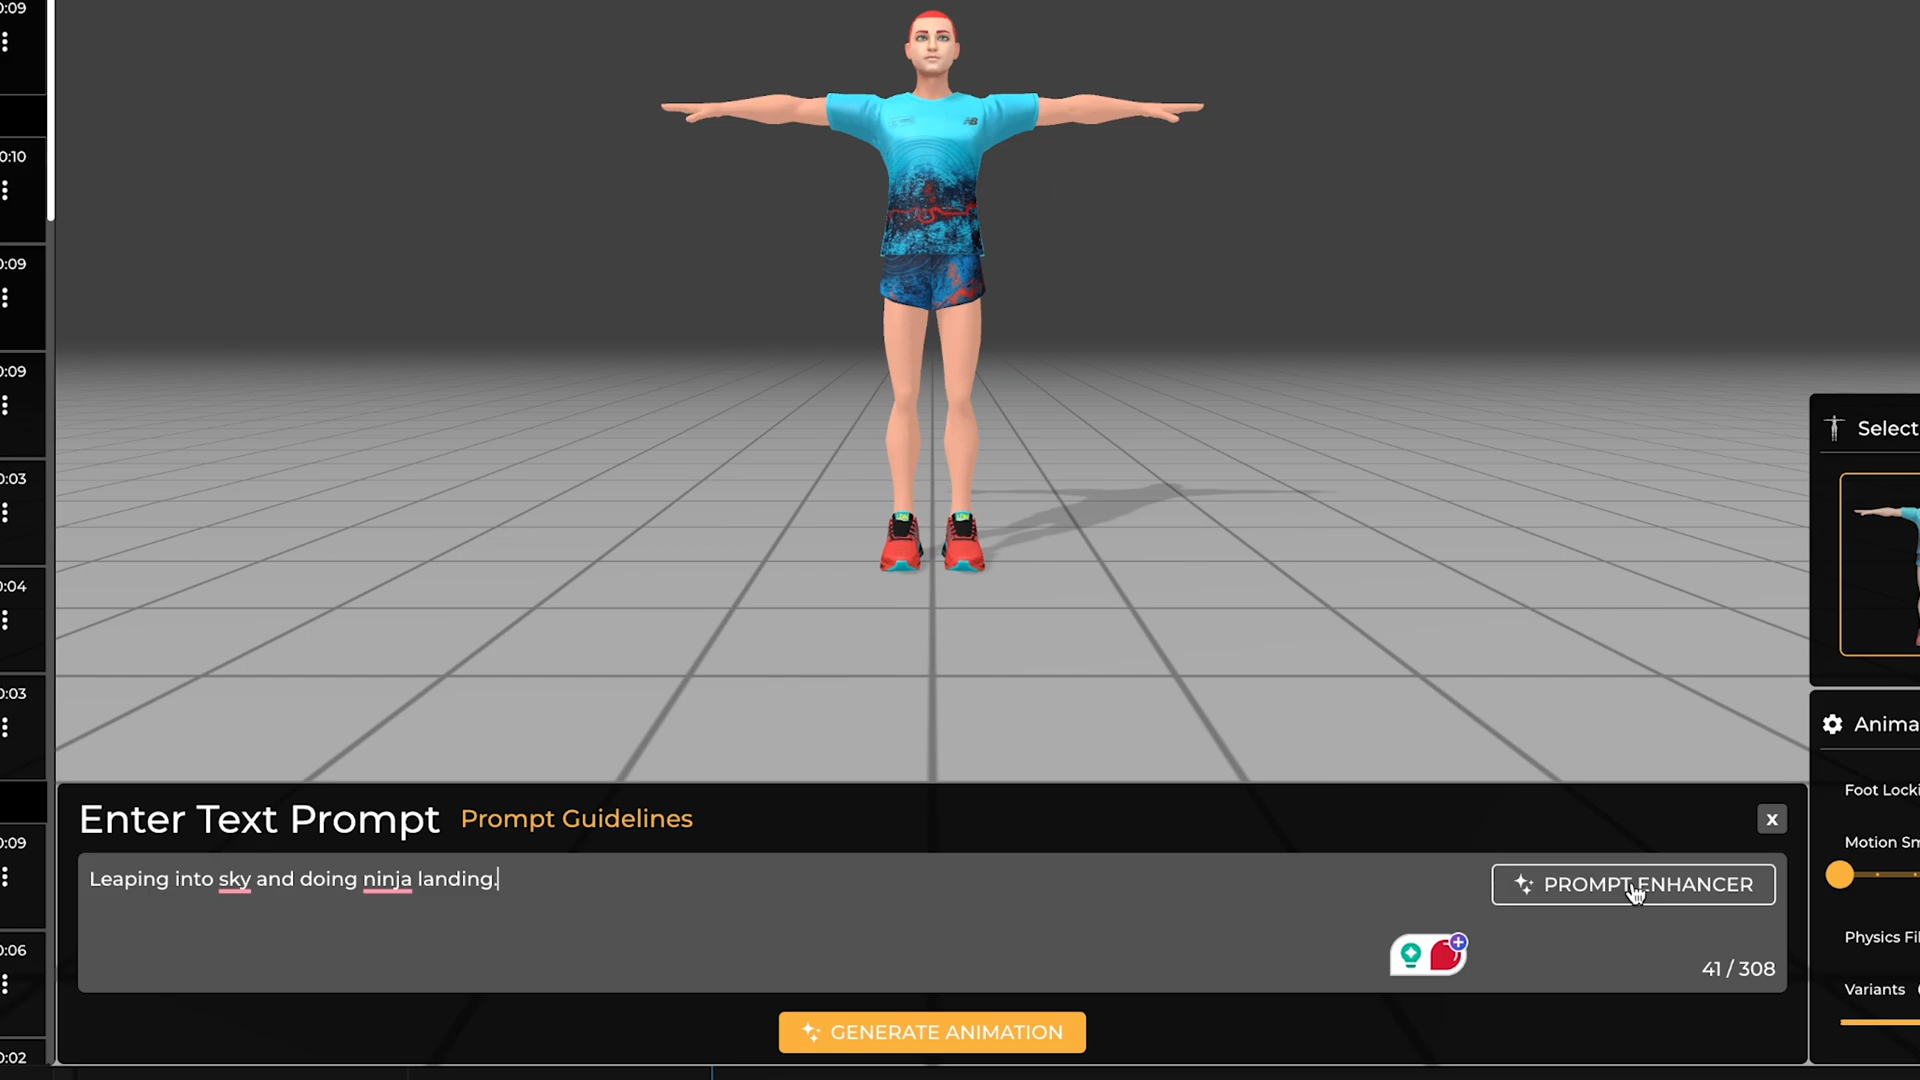 0:09
0:10
0:09
0:09
0:03
0:04
0:03
0:09
0:06
0:02
NB
Select
Anima
Foot Locki
Motion Sm
Physics Fil
Variants
Enter Text Prompt Prompt Guidelines
x
Leaping into sky and doing ninja landing.
PROMPT ENHANCER
41 / 308
GENERATE ANIMATION